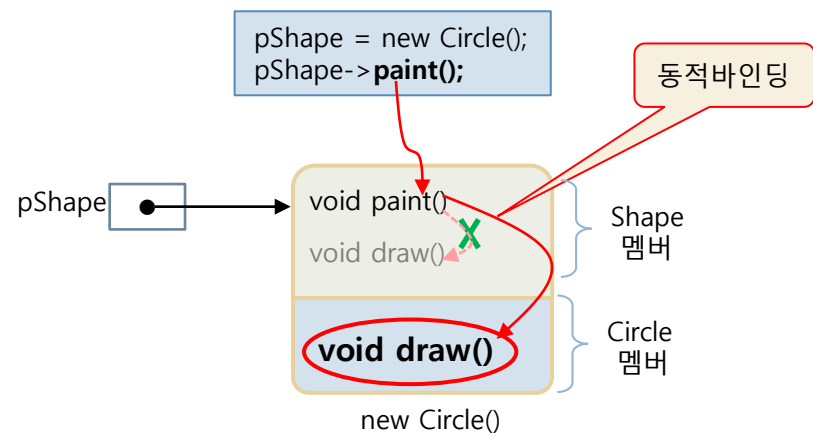 pShape = new Circle();
pShape->paint();
동적바인딩
pShape
void paint()
void draw()
X
Shape
멤버
void draw()
Circle
멤버
new Circle()